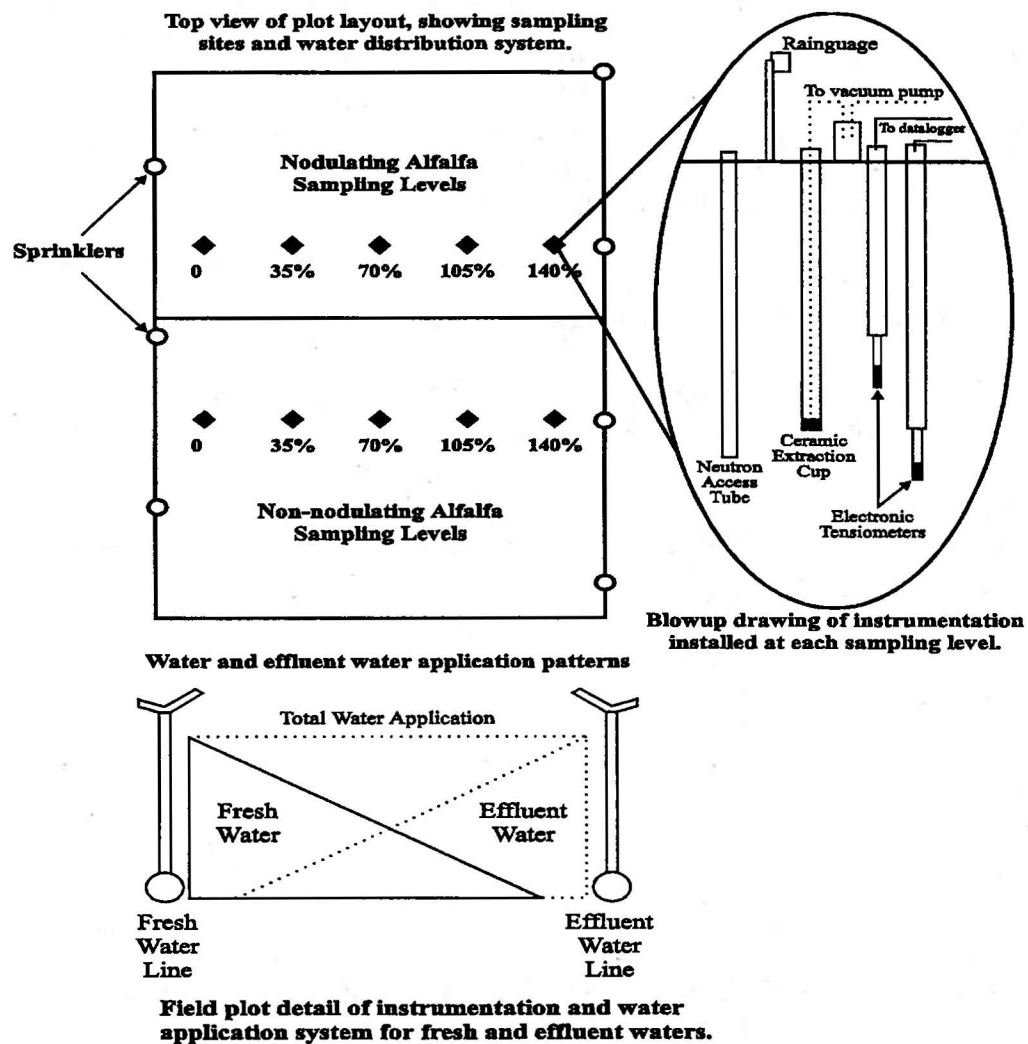 Top view of plot layout, showing sampling
sites and water distribution system.
Rainguage
To vacuum pump
To datalogger
Nodulating Alfalfa
Sampling Levels
Sprinklers
0 35% 70% 105% 140%
0 35% 70% 105% 140%
Non-nodulating Alfalfa
Sampling Levels
Neutron
Access
Tube
Ceramic
Extraction
Cup
Electronic
Tensiometers
Blowup drawing of instrumentation
installed at each sampling level.
Water and effluent water application patterns
Total Water Application
Fresh
Water
Effluent
Water
Fresh
Water
Line
Effluent
Water
Line
Field plot detail of instrumentation and water
application system for fresh and effluent waters.